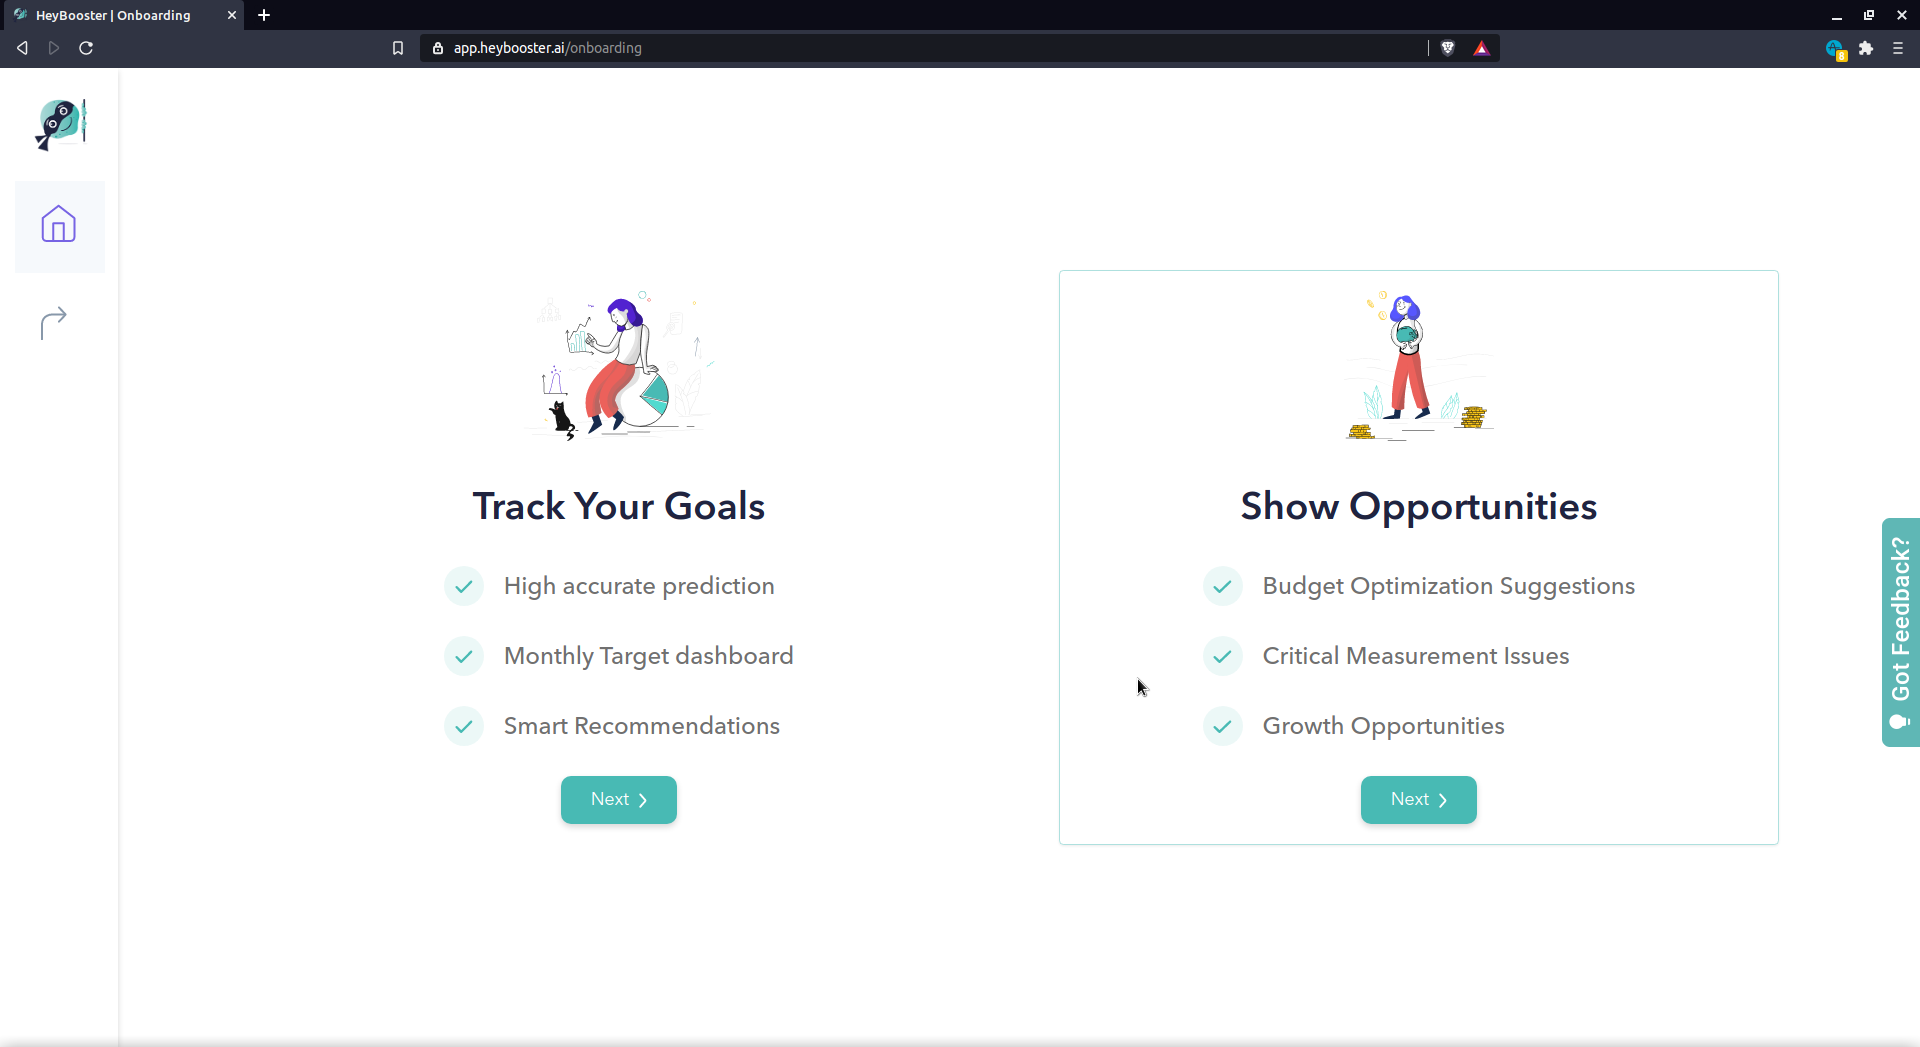 HeyBooster | Onboarding
app.heybooster.ai/onboarding
8
Track Your Goals
High accurate prediction
Monthly Target dashboard
Smart Recommendations
Next
Show Opportunities
Budget Optimization Suggestions
Critical Measurement Issues
Growth Opportunities
Next
Got Feedback?